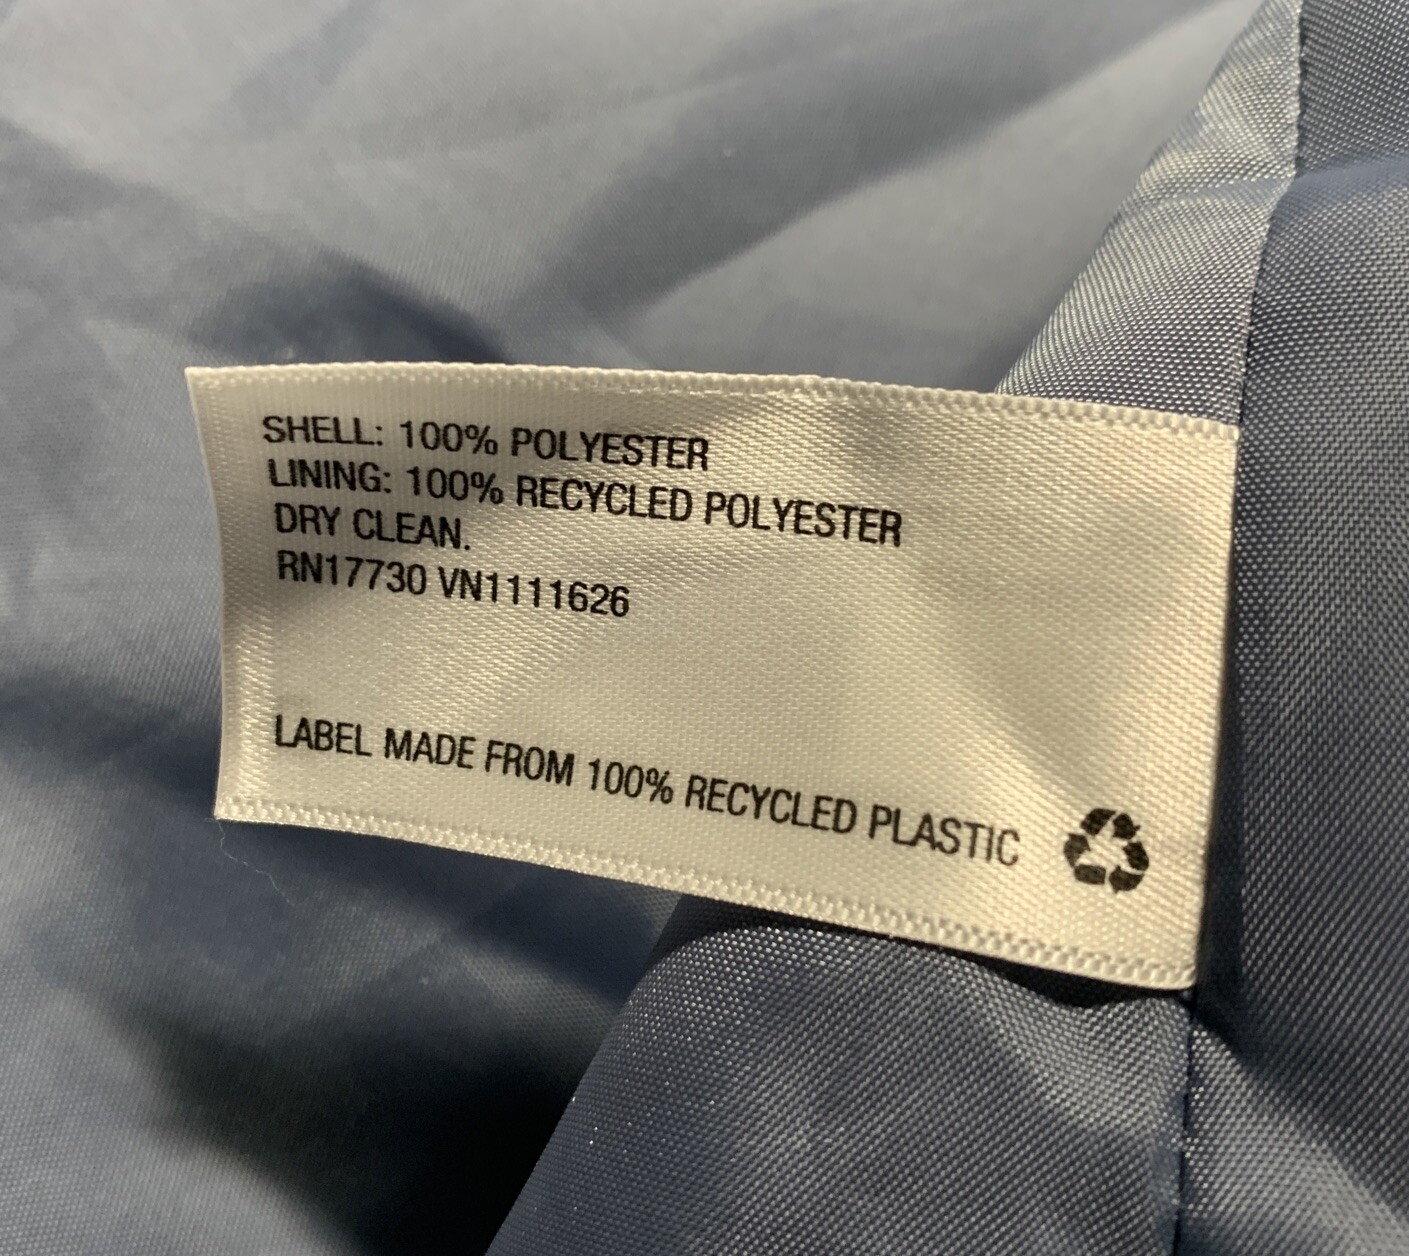 SHELL: 100% POLYESTER
LINING: 100% RECYCLED POLYESTER
DRY CLEAN.
RN17730 VN1111626
LABEL MADE FROM 100% RECYCLED PLASTIC